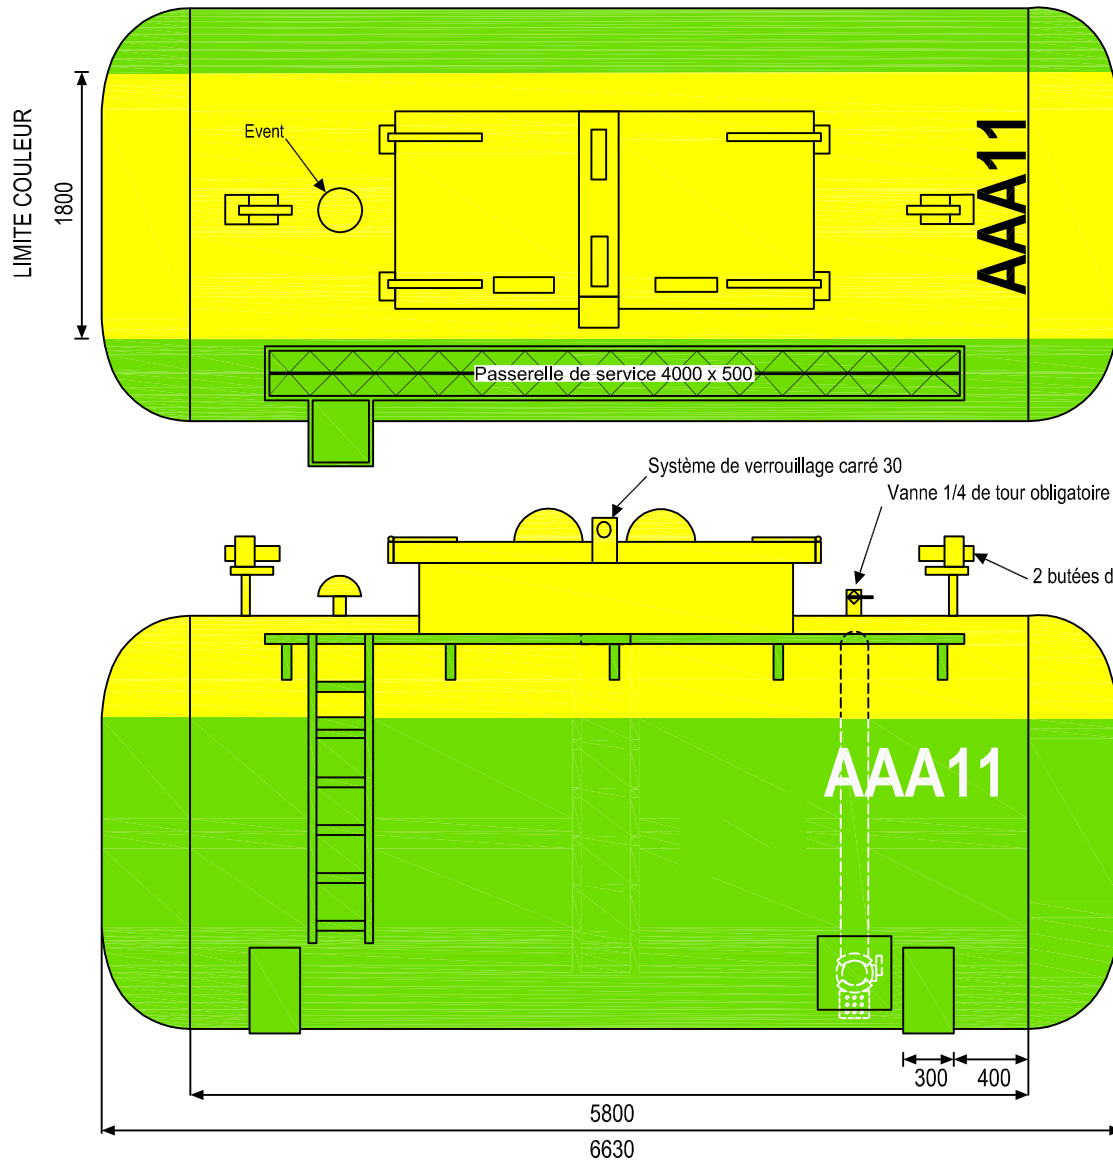 LIMITE COULEUR
1800
Event
AAA11
Passerelle de service 4000 x 500
Système de verrouillage carré 30
Vanne 1/4 de tour obligatoire
2 butées d
AAA11
300
400
5800
6630